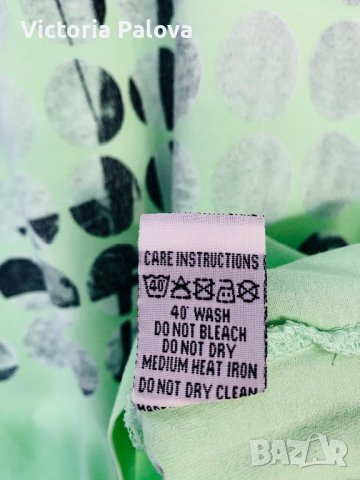 Victoria Palova
CARE INSTRUCTIONS
40
40° WASH
DO NOT BLEACH
DO NOT DRY
MEDIUM HEAT IRON
DO NOT DRY CLEAN
bazar.bg